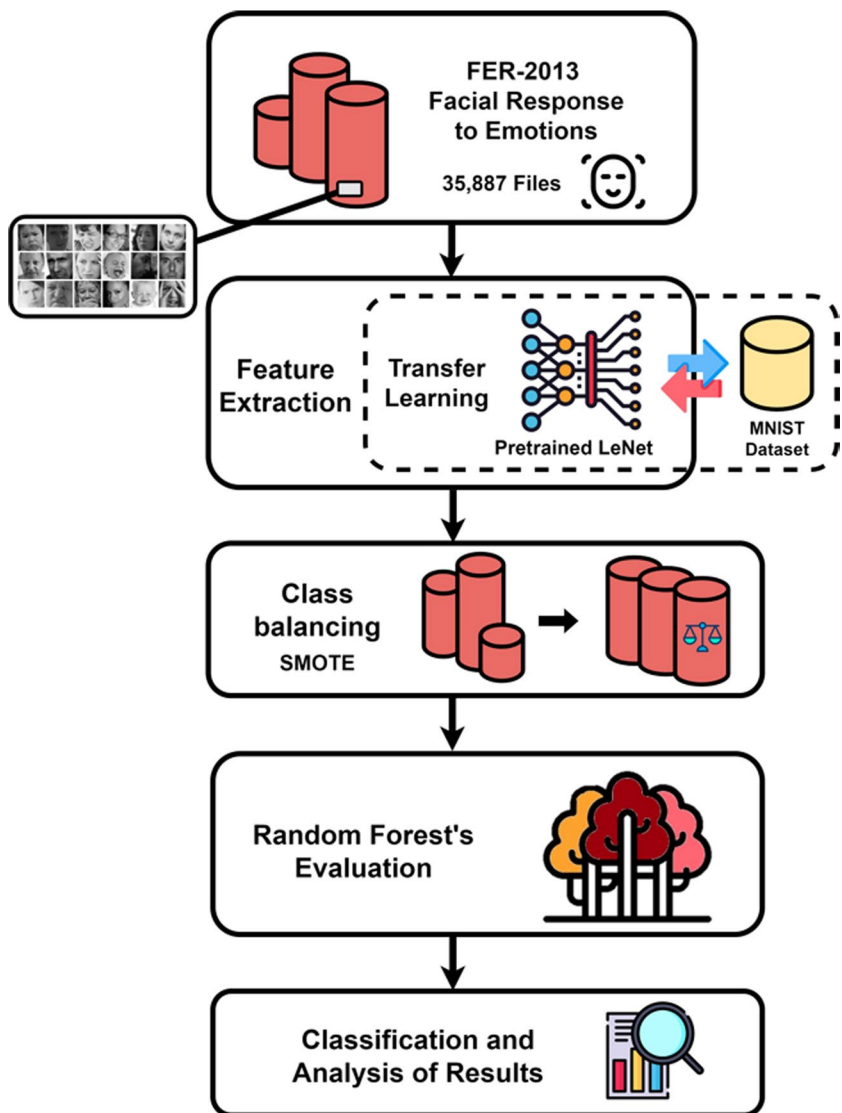 FER-2013
Facial Response
to Emotions
35,887 Files
Feature
Extraction
Transfer
Learning
Pretrained LeNet
MNIST
Dataset
Class
balancing
SMOTE
Random Forest's
Evaluation
Classification and
Analysis of Results